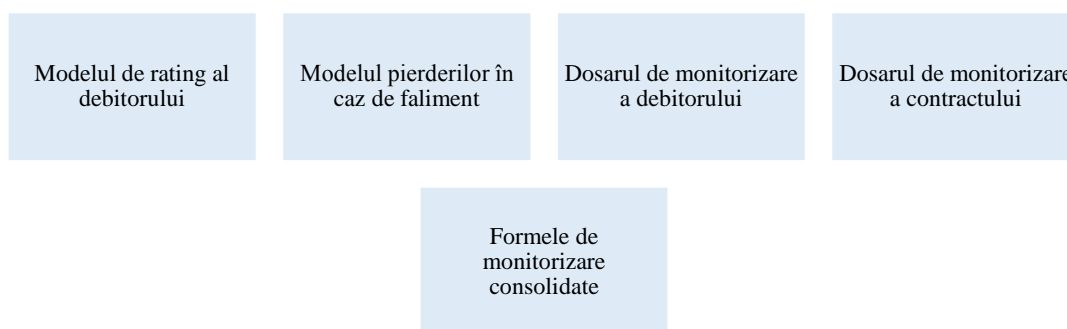 Modelul de rating al
debitorului
Modelul pierderilor în
caz de faliment
Dosarul de monitorizare
a debitorului
Dosarul de monitorizare
a contractului
Formele de
monitorizare
consolidate